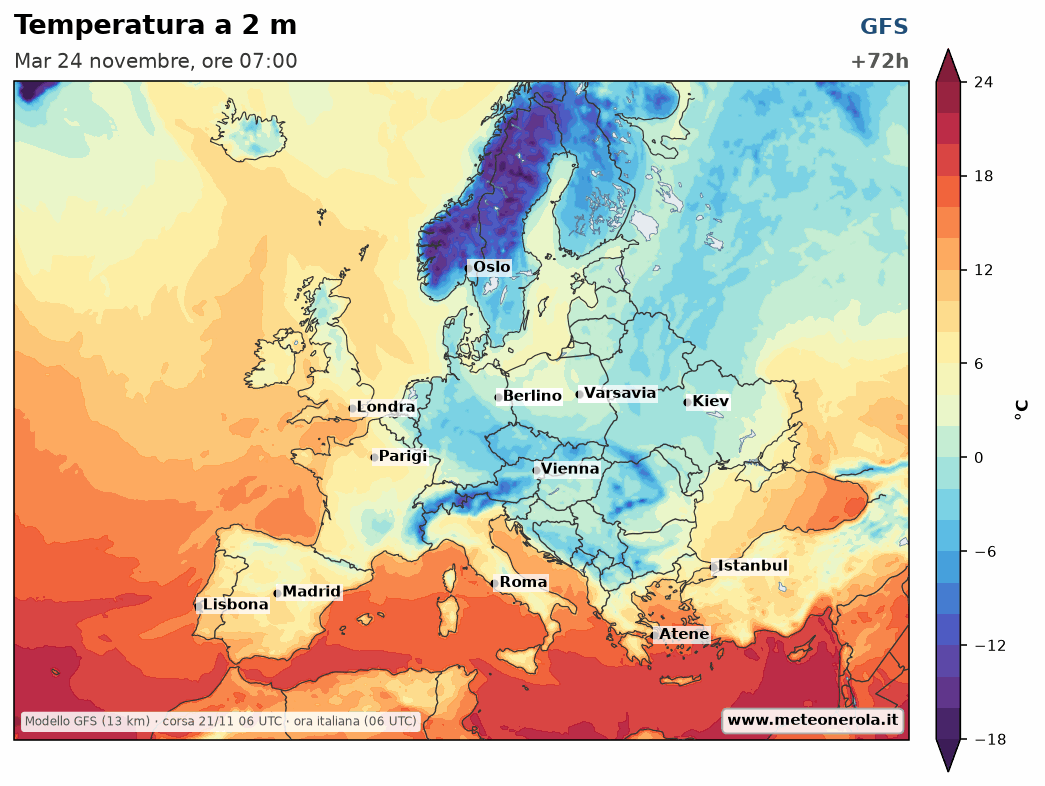 Temperatura a 2 m
GFS
Mar 24 novembre, ore 07:00
+72h
24
18
12
6
0
−6
−12
−18
°C
Oslo
Londra
Berlino
Varsavia
Kiev
Parigi
Vienna
Istanbul
Roma
Madrid
Lisbona
Atene
Modello GFS (13 km) · corsa 21/11 06 UTC · ora italiana (06 UTC)
www.meteonerola.it